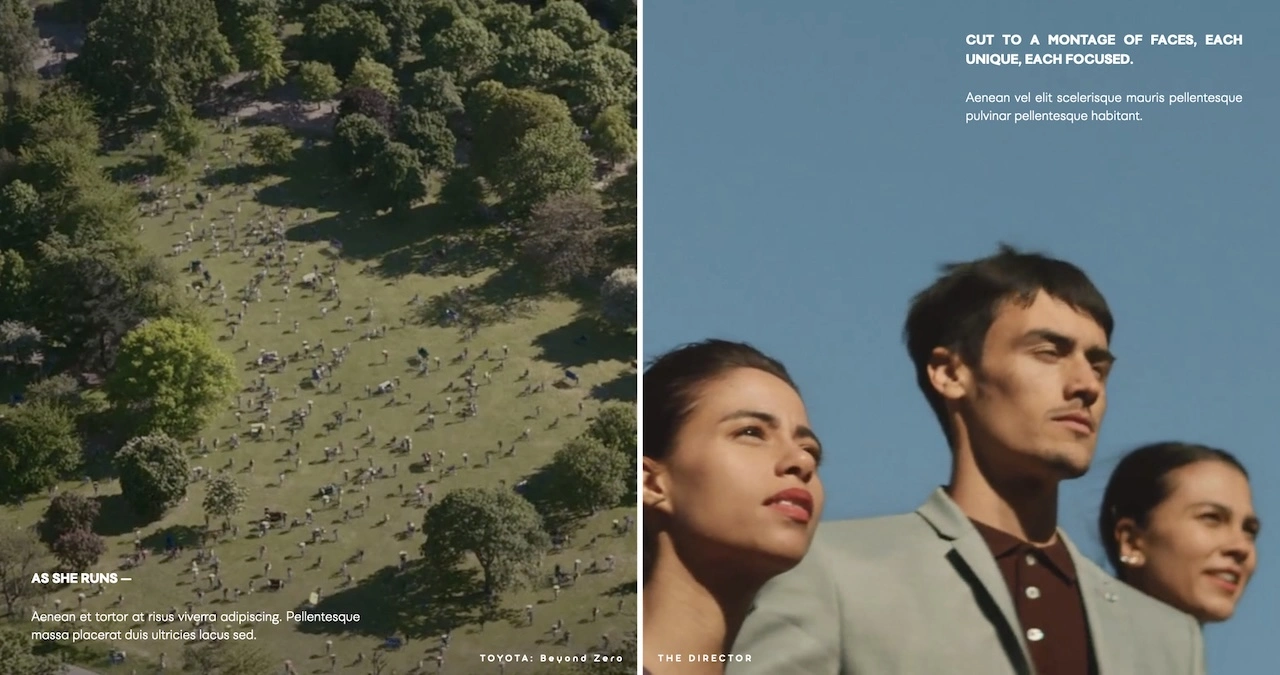 AS SHE RUNS —
Aenean et tortor at risus viverra adipiscing. Pellentesque
massa placerat duis ultricies lacus sed.
TOYOTA: Beyond Zero
CUT TO A MONTAGE OF FACES, EACH
UNIQUE, EACH FOCUSED.
Aenean vel elit scelerisque mauris pellentesque
pulvinar pellentesque habitant.
THE DIRECTOR